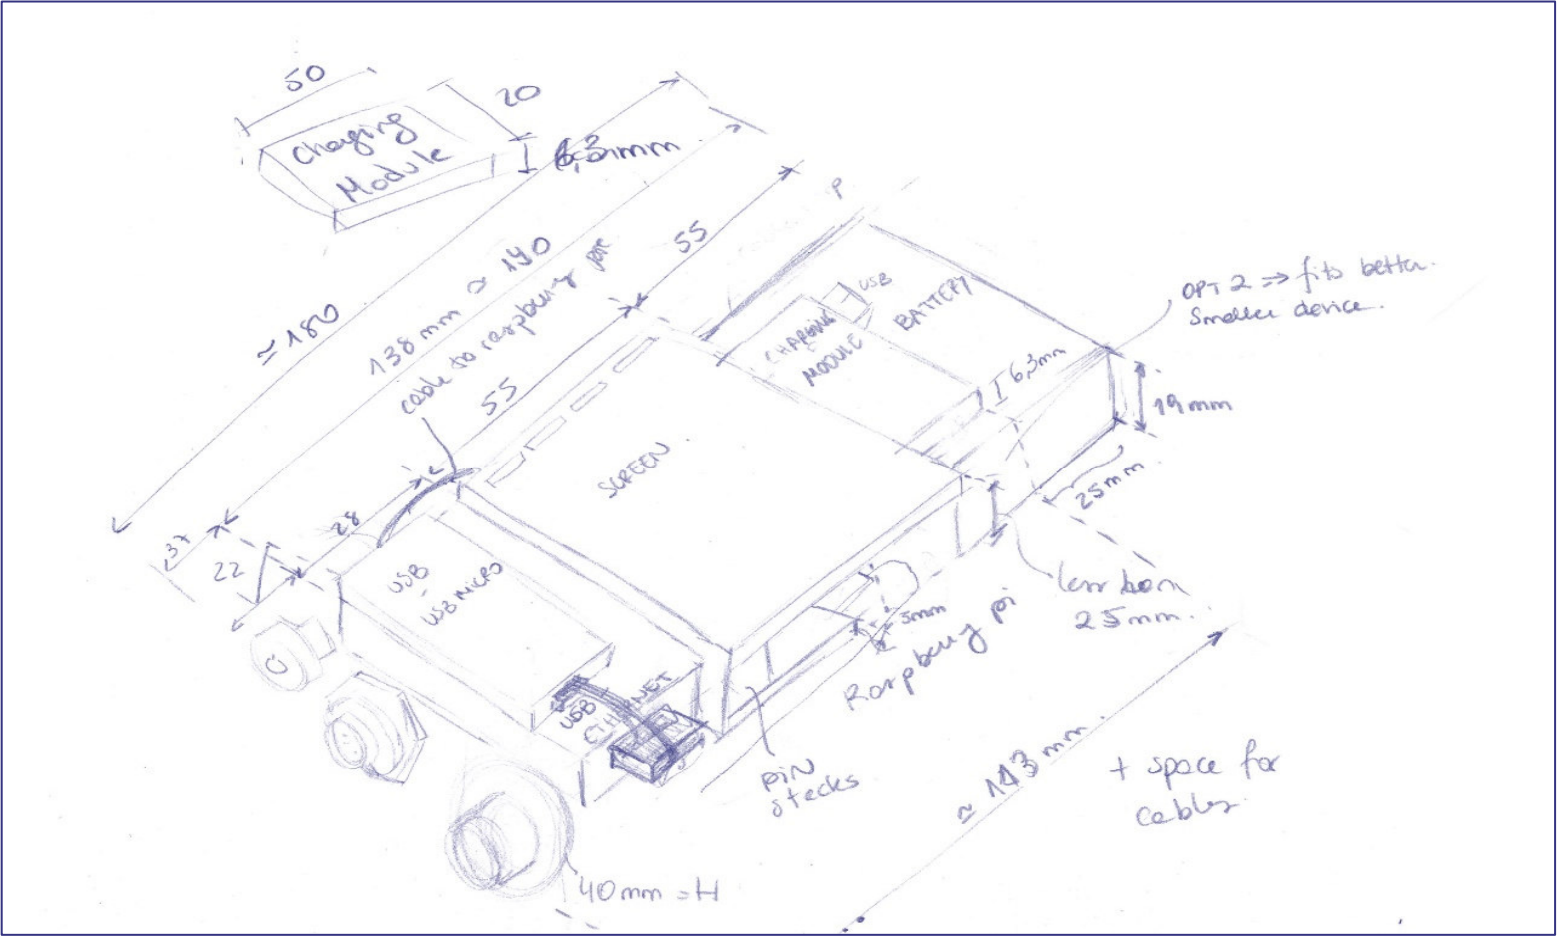 50
20
Charging
Module
6,3mm
55
≃ 180
138 mm ≃ 140
cable to raspberry pi
55
USB
BATTERY
CHARGING
MODULE
OPT 2 ⇒ fits better.
Smaller device.
6,3mm
19mm
25mm
SCREEN
28
37
22
USB
USB MICRO
less than
25mm.
5mm
Raspberry pi
USB
ETHERNET
PIN
stacks
≃ 143 mm.
+ space for
cables.
40mm = H